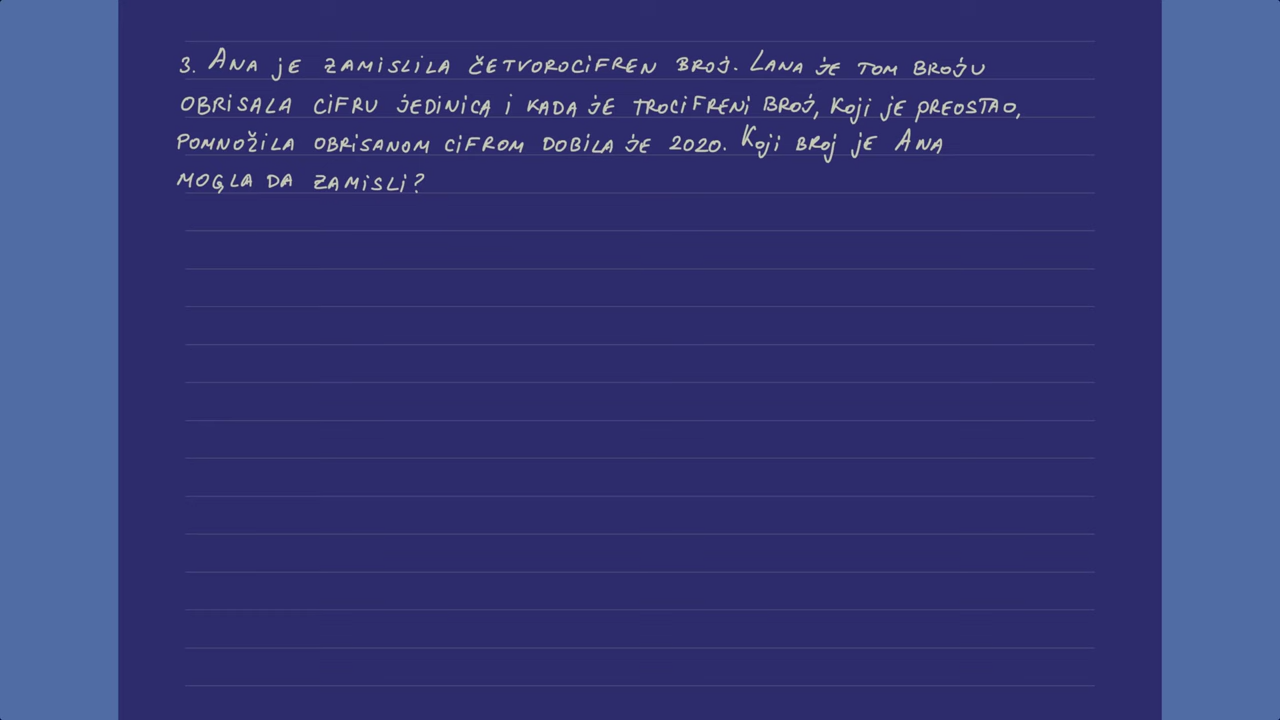 3. ANA jE ZAMISLILA ČETVOROCIFREN BROJ. LANA JE TOM BROJU
OBRISALA CIFRU JEDINICA I KADA JE TROCIFRENI BROJ, KOji jE PREOSTAO,
POMNOŽILA OBRISANOM CIFROM DOBILA JE 2020. KOji BROj jE ANA
MOGLA DA ZAMISLI?